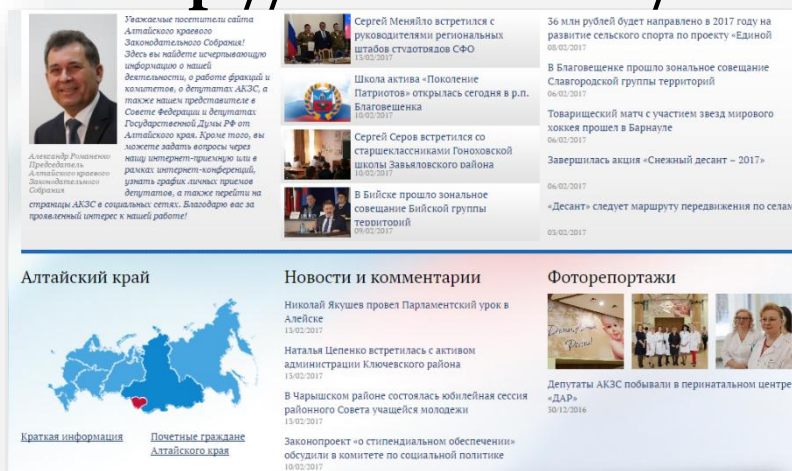 Уважаемые посетители сайта
Алтайского краевого
Законодательного Собрания!
Здесь вы найдете исчерпывающую
информацию о нашей
деятельности, о работе фракций и
комитетов, о депутатах АКЗС, а
также нашем представителе в
Совете Федерации и депутатах
Государственной Думы РФ от
Алтайского края. Кроме того, вы
можете задать вопросы через
нашу интернет-приемную или в
рамках интернет-конференций,
узнать график личных приемов
депутатов, а также перейти на
страницы АКЗС в социальных сетях. Благодарю вас за
проявленный интерес к нашей работе!
Александр Романенко
Председатель
Алтайского краевого
Законодательного
Собрания
Сергей Меняйло встретился с
руководителями региональных
штабов студотрядов СФО
13/02/2017
Школа актива «Поколение
Патриотов» открылась сегодня в р.п.
Благовещенка
10/02/2017
Сергей Серов встретился со
старшеклассниками Гоноховской
школы Завьяловского района
10/02/2017
В Бийске прошло зональное
совещание Бийской группы
территорий
09/02/2017
36 млн рублей будет направлено в 2017 году на
развитие сельского спорта по проекту «Единой
08/02/2017
В Благовещенке прошло зональное совещание
Славгородской группы территорий
06/02/2017
Товарищеский матч с участием звезд мирового
хоккея прошел в Барнауле
06/02/2017
Завершилась акция «Снежный десант – 2017»
06/02/2017
«Десант» следует маршруту передвижения по селам
03/02/2017
Алтайский край
Краткая информация
Почетные граждане
Алтайского края
Новости и комментарии
Николай Якушев провел Парламентский урок в
Алейске
13/02/2017
Наталья Цепенко встретилась с активом
администрации Ключевского района
13/02/2017
В Чарышском районе состоялась юбилейная сессия
районного Совета учащейся молодежи
13/02/2017
Законопроект «о стипендиальном обеспечении»
обсудили в комитете по социальной политике
10/02/2017
Фоторепортажи
Депутаты АКЗС побывали в перинатальном центре
«ДАР»
30/12/2016